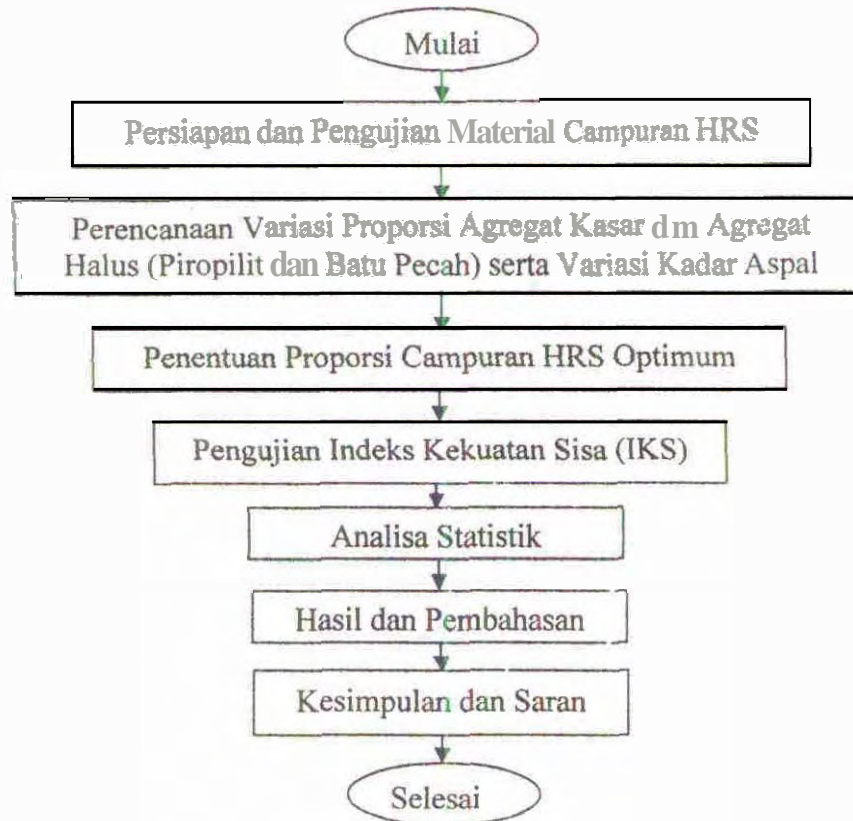 Mulai
Persiapan dan Pengujian Material Campuran HRS
Perencanaan Variasi Proporsi Agregat Kasar dm Agregat
Halus (Piropilit dan Batu Pecah) serta Variasi Kadar Aspal
Penentuan Proporsi Campuran HRS Optimum
Pengujian Indeks Kekuatan Sisa (IKS)
Analisa Statistik
Hasil dan Pembahasan
Kesimpulan dan Saran
Selesai